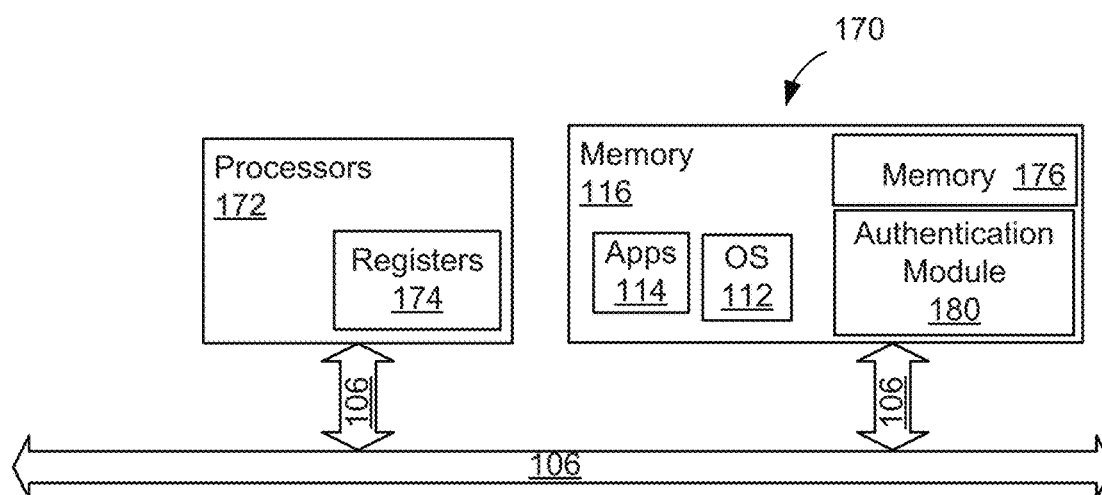 170
Processors
172
Registers
174
Memory
116
Apps
114
OS
112
Memory 176
Authentication
Module
180
106
106
106